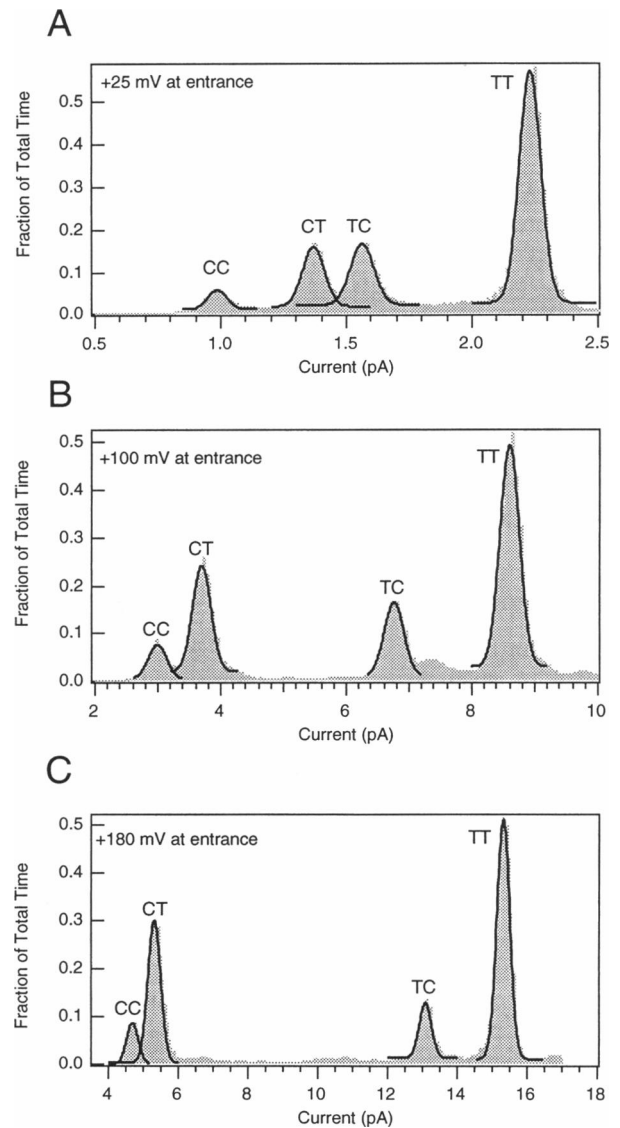 A
+25 mV at entrance
TT
CT TC
CC
Fraction of Total Time
0.5
0.4
0.3
0.2
0.1
0.0
0.5 1.0 1.5 2.0 2.5
Current (pA)
B
+100 mV at entrance
TT
CT
TC
CC
Fraction of Total Time
0.5
0.4
0.3
0.2
0.1
0.0
2 4 6 8 10
Current (pA)
C
+180 mV at entrance
TT
CT
TC
CC
Fraction of Total Time
0.5
0.4
0.3
0.2
0.1
0.0
4 6 8 10 12 14 16 18
Current (pA)